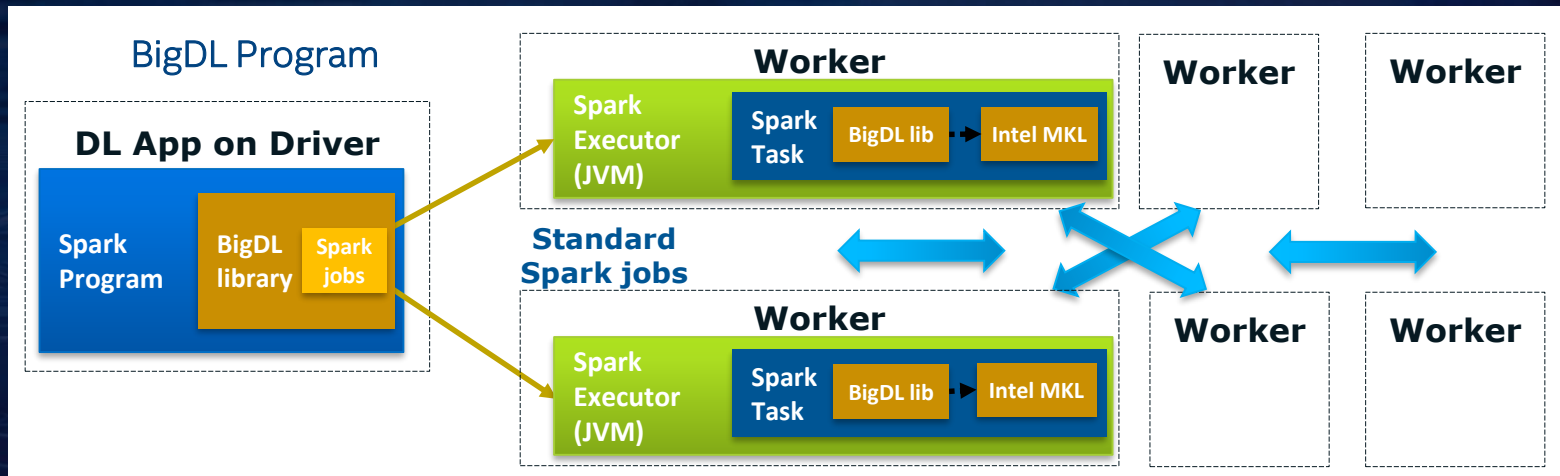 BigDL Program
DL App on Driver
Spark
Program
BigDL
library
Spark
jobs
Worker
Spark
Executor
(JVM)
Spark
Task
BigDL lib
Intel MKL
Worker
Worker
Standard
Spark jobs
Worker
Spark
Executor
(JVM)
Spark
Task
BigDL lib
Intel MKL
Worker
Worker